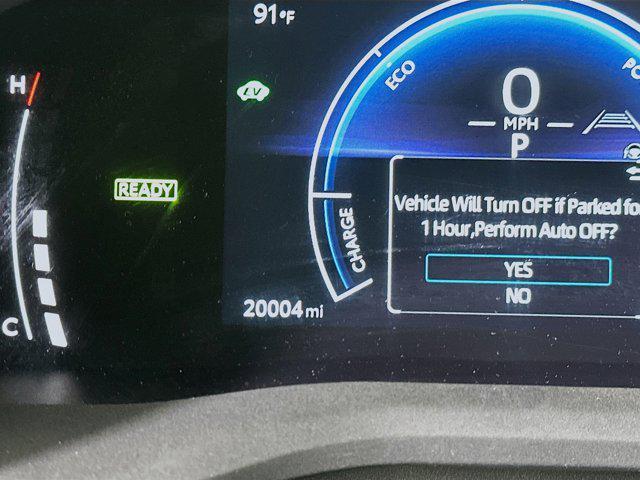 91°F
H
EV
ECO
0
MPH
P
READY
CHARGE
Vehicle Will Turn OFF if Parked
1 Hour,Perform Auto OFF?
YES
NO
20004 mi
C